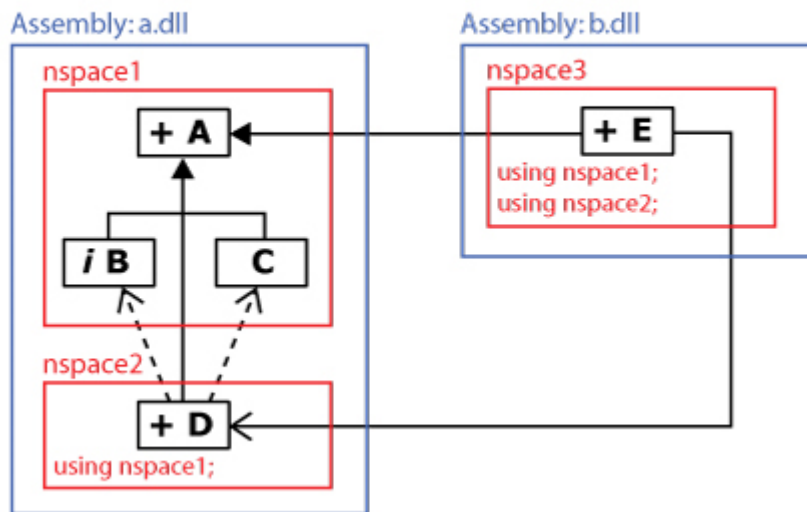 Assembly: a.dll
nspace1
+ A
i B
C
nspace2
+ D
using nspace1;
Assembly: b.dll
nspace3
+ E
using nspace1;
using nspace2;